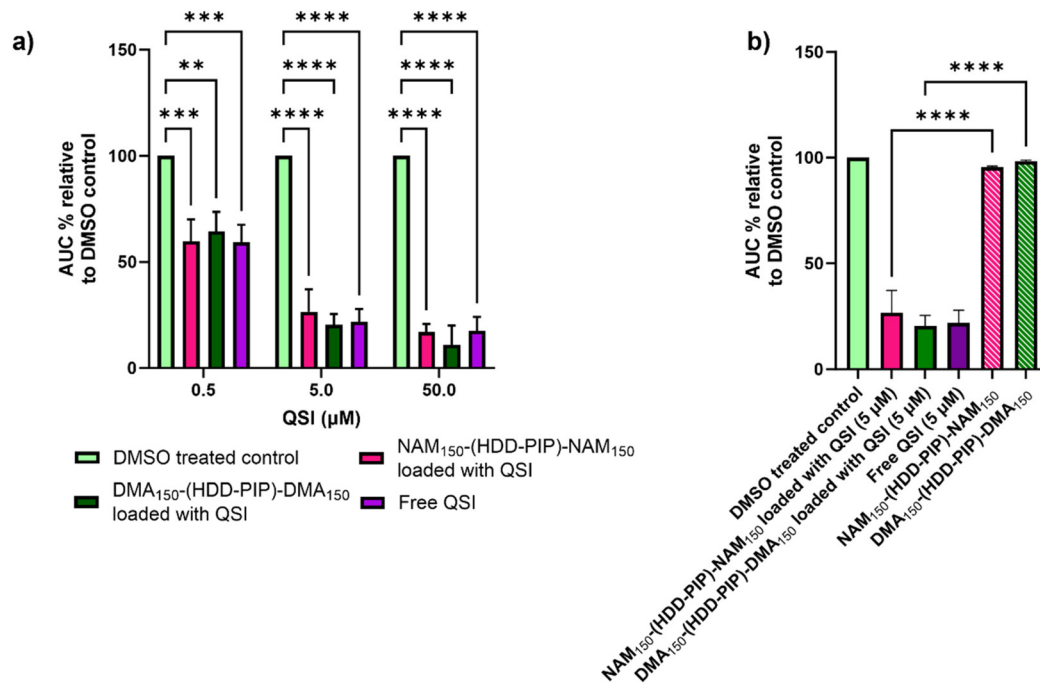 a)
AUC % relative
to DMSO control
150
100
50
0
***
**
***
****
****
****
****
****
****
0.5
5.0
50.0
QSI (µM)
DMSO treated control
NAM₁₅₀-(HDD-PIP)-NAM₁₅₀
loaded with QSI
DMA₁₅₀-(HDD-PIP)-DMA₁₅₀
loaded with QSI
Free QSI
b)
AUC % relative
to DMSO control
150
100
50
0
****
****
DMSO treated control
NAM₁₅₀-(HDD-PIP)-NAM₁₅₀ loaded with QSI (5 µM)
DMA₁₅₀-(HDD-PIP)-DMA₁₅₀ loaded with QSI (5 µM)
Free QSI (5 µM)
NAM₁₅₀-(HDD-PIP)-NAM₁₅₀
DMA₁₅₀-(HDD-PIP)-DMA₁₅₀